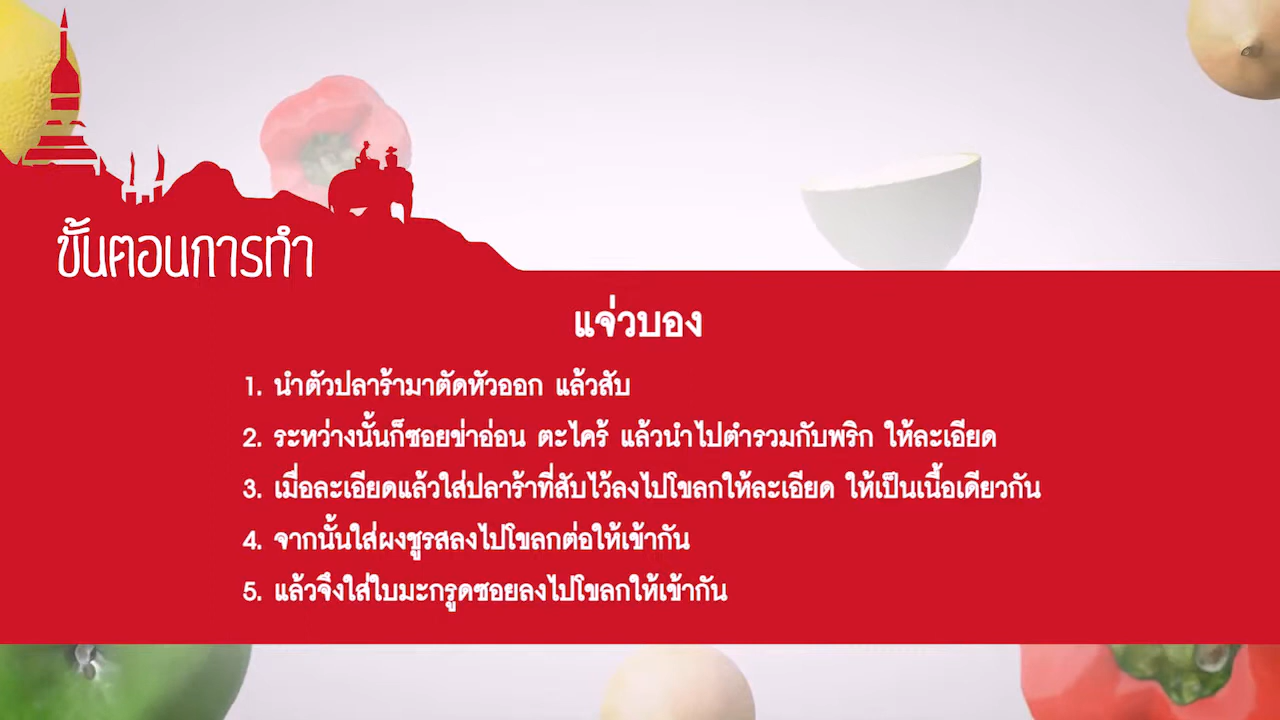 ขั้นตอนการทำ
แจ่วบอง
1. นำตัวปลาร้ามาตัดหัวออก แล้วสับ
2. ระหว่างนั้นก็ซอยข่าอ่อน ตะไคร้ แล้วนำไปตำรวมกับพริก ให้ละเอียด
3. เมื่อละเอียดแล้วใส่ปลาร้าที่สับไว้ลงไปโขลกให้ละเอียด ให้เป็นเนื้อเดียวกัน
4. จากนั้นใส่ผงชูรสลงไปโขลกต่อให้เข้ากัน
5. แล้วจึงใส่ใบมะกรูดซอยลงไปโขลกให้เข้ากัน